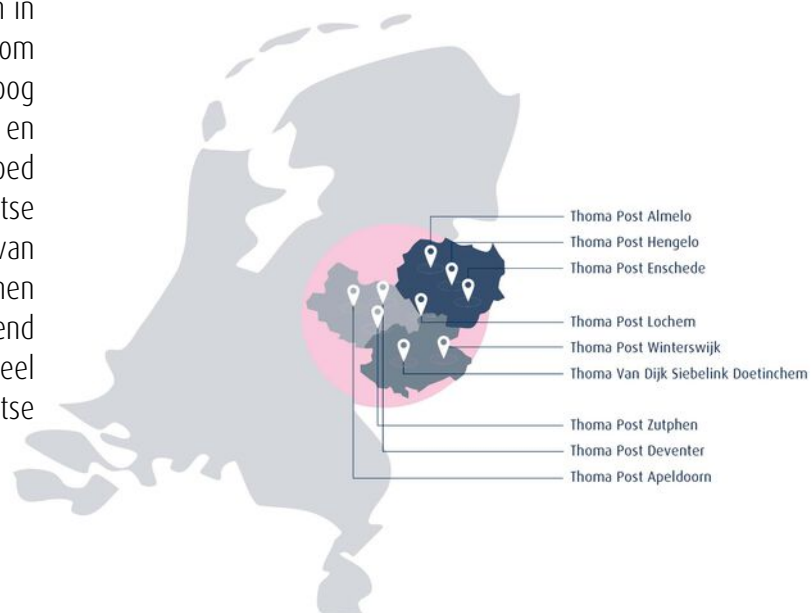 in
om
oog
en
oed
tse
van
nen
end
eel
tse
Thoma Post Almelo
Thoma Post Hengelo
Thoma Post Enschede
Thoma Post Lochem
Thoma Post Winterswijk
Thoma Van Dijk Siebelink Doetinchem
Thoma Post Zutphen
Thoma Post Deventer
Thoma Post Apeldoorn